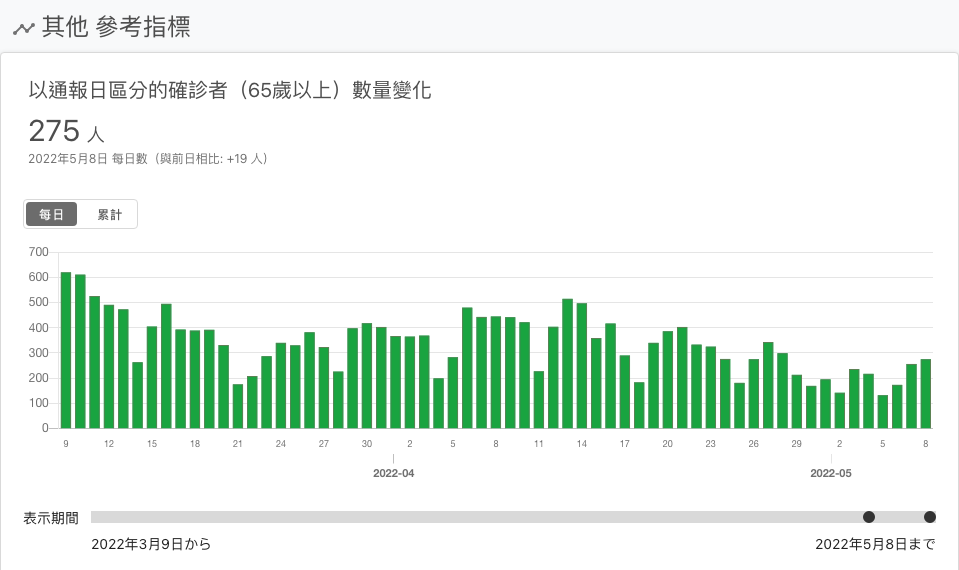 其他 參考指標
以通報日區分的確診者（65歲以上）數量變化
275 人
2022年5月8日 每日數（與前日相比: +19 人）
每日 累計
700
600
500
400
300
200
100
0
9 12 15 18 21 24 27 30 2 5 8 11 14 17 20 23 26 29 2 5 8
2022-04 2022-05
表示期間
2022年3月9日から 2022年5月8日まで